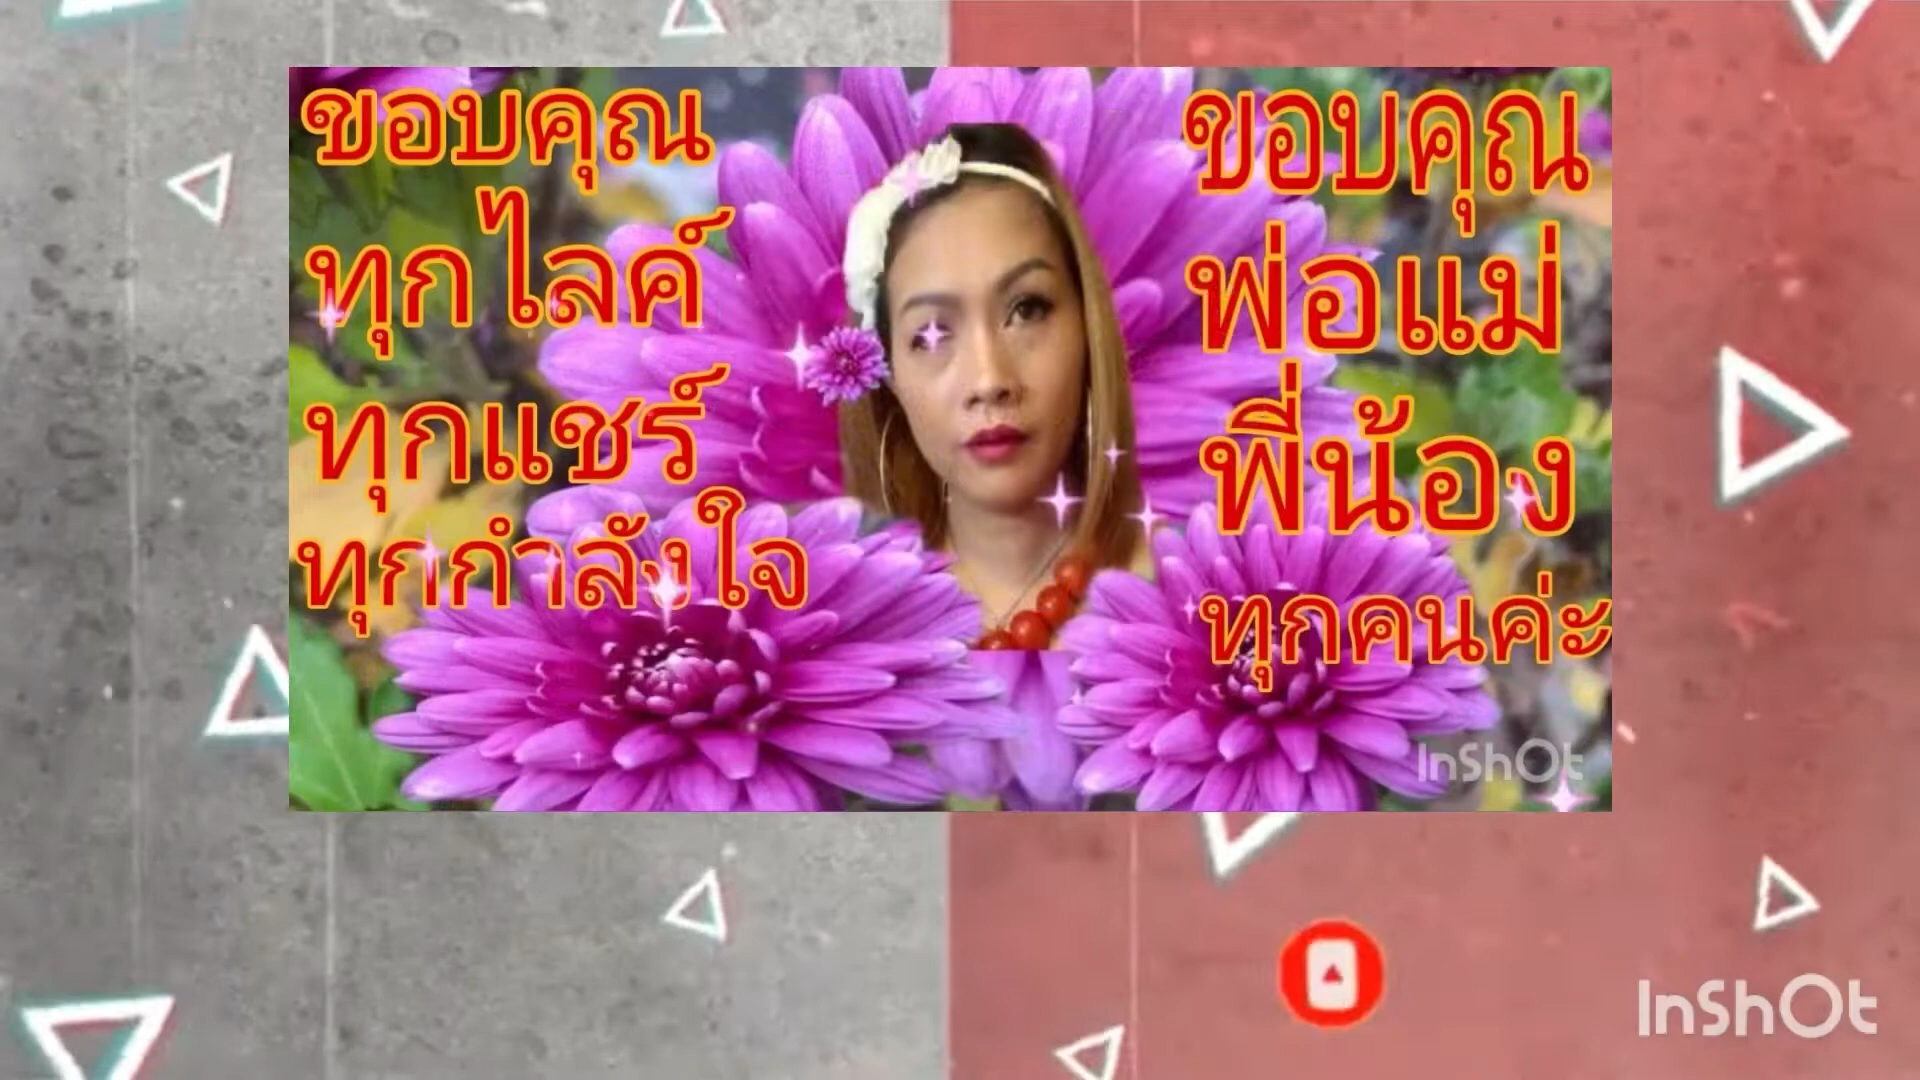 ขอบคุณ
ทุกไลค์
ทุกแชร์
ทุกกำลังใจ
ขอบคุณ
พ่อแม่
พี่น้อง
ทุกคนค่ะ
InShOt
InShOt